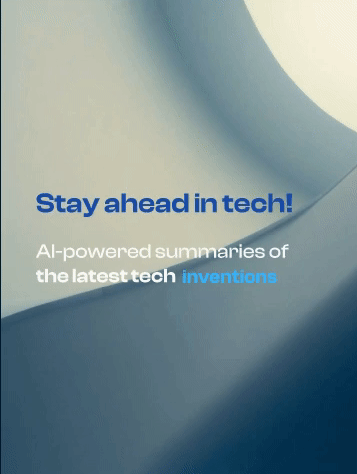 Stay ahead in tech!
AI-powered summaries of
the latest tech inventions